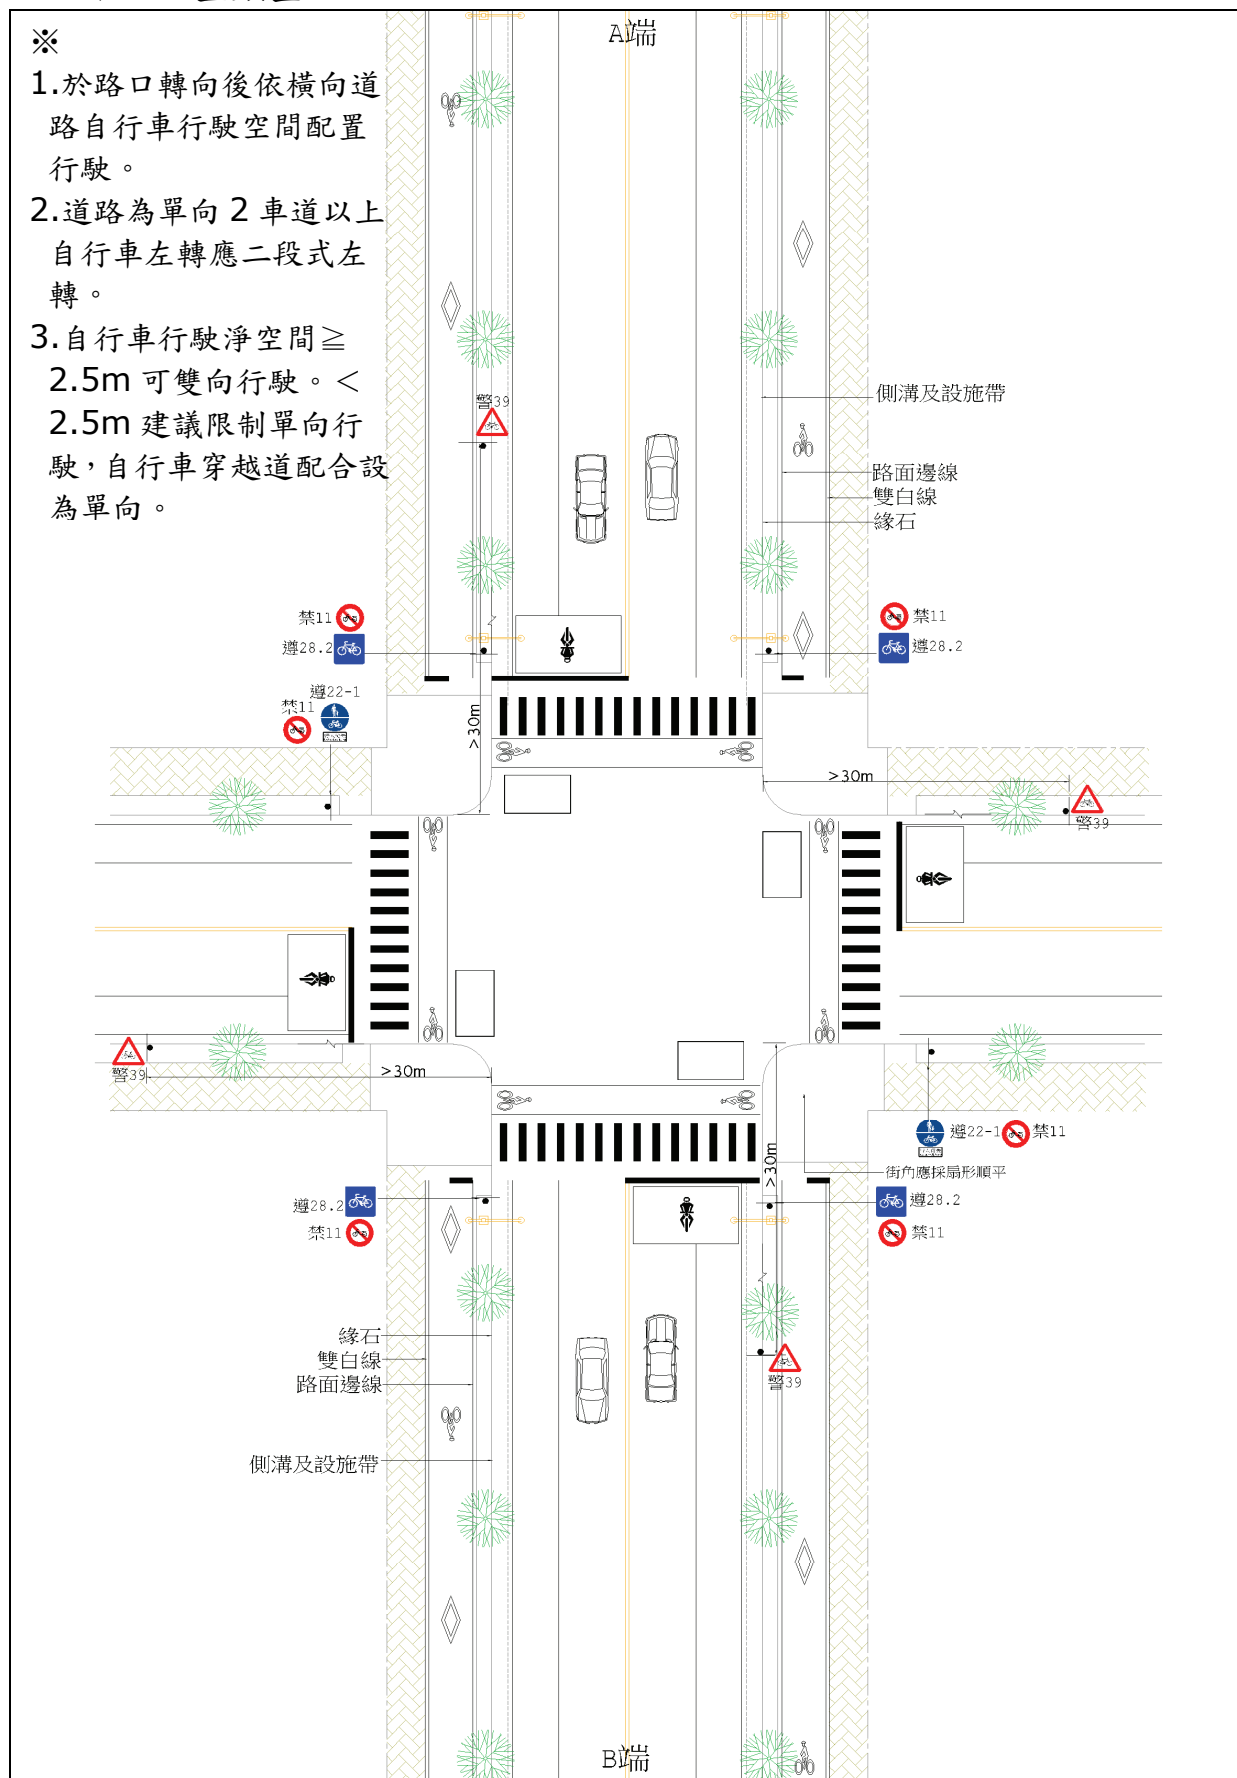 A端
※
1.於路口轉向後依橫向道
路自行車行駛空間配置
行駛。
2.道路為單向 2 車道以上
自行車左轉應二段式左
轉。
3.自行車行駛淨空間≧
2.5m 可雙向行駛。<
2.5m 建議限制單向行
駛，自行車穿越道配合設
為單向。
警39
側溝及設施帶
路面邊線
雙白線
緣石
禁11
遵28.2
禁11
遵28.2
遵22-1
禁11
>30m
>30m
警39
警39
>30m
>30m
遵22-1
禁11
街角應採扇形順平
遵28.2
禁11
遵28.2
禁11
緣石
雙白線
路面邊線
警39
側溝及設施帶
B端